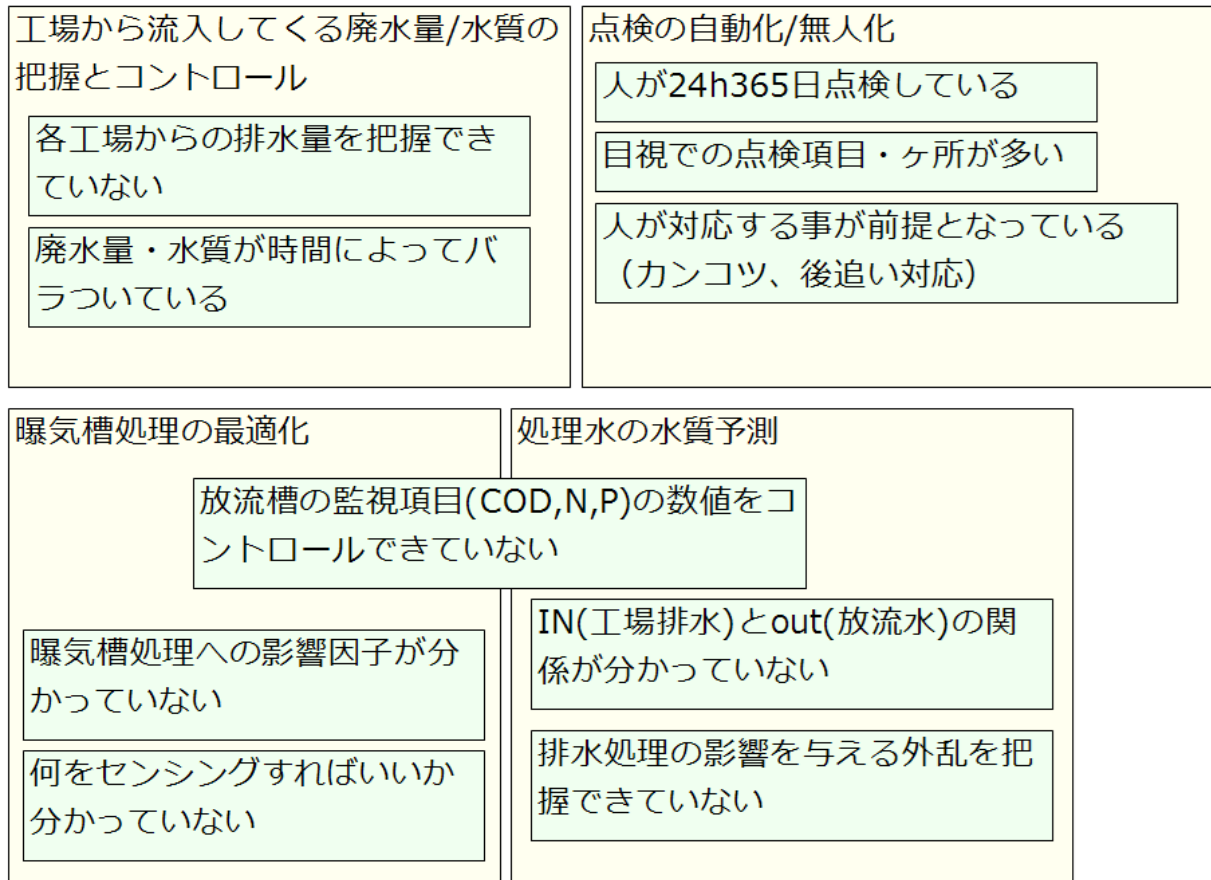 工場から流入してくる廃水量/水質の
把握とコントロール
各工場からの排水量を把握でき
ていない
廃水量・水質が時間によってバ
ラついている
点検の自動化/無人化
人が24h365日点検している
目視での点検項目・ヶ所が多い
人が対応する事が前提となっている
（カンコツ、後追い対応）
曝気槽処理の最適化
処理水の水質予測
放流槽の監視項目(COD,N,P)の数値をコ
ントロールできていない
曝気槽処理への影響因子が分
かっていない
何をセンシングすればいいか
分かっていない
IN(工場排水)とout(放流水)の関
係が分かっていない
排水処理の影響を与える外乱を把
握できていない